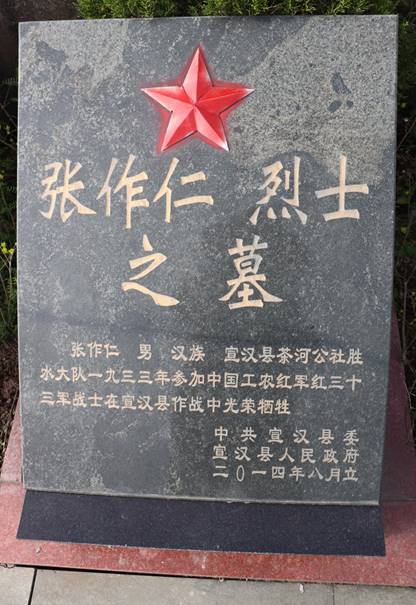 张作仁 烈士
之墓
张作仁 男 汉族 宣汉县茶河公社胜
水大队一九三三年参加中国工农红军红三十
三军战士在宣汉县作战中光荣牺牲
中共宣汉县委
宣汉县人民政府
二〇一四年八月立